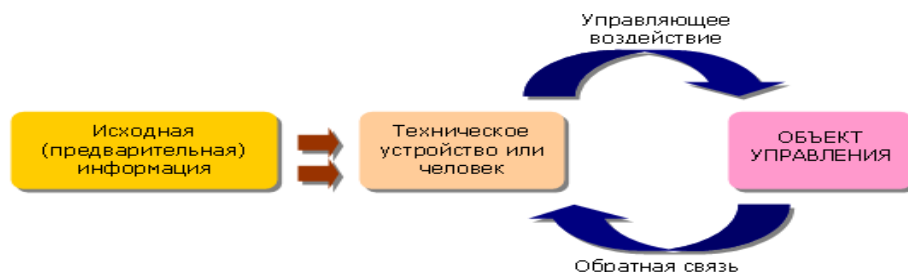 Управляющее
воздействие
Исходная
(предварительная)
информация
Техническое
устройство или
человек
ОБЪЕКТ
УПРАВЛЕНИЯ
Обратная связь